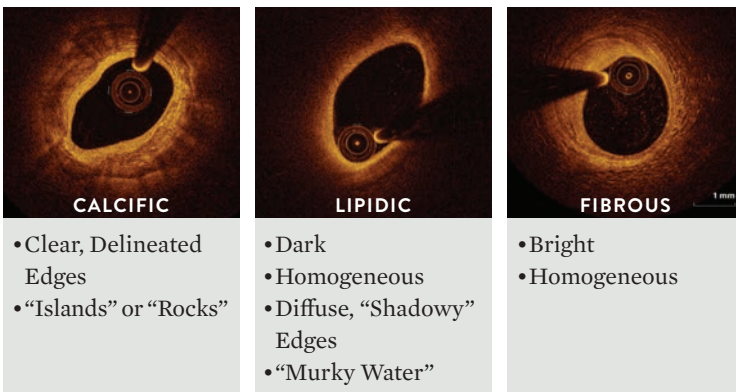 CALCIFIC
•Clear, Delineated
Edges
•“Islands” or “Rocks”
LIPIDIC
•Dark
•Homogeneous
•Diffuse, “Shadowy”
Edges
•“Murky Water”
1 mm
FIBROUS
•Bright
•Homogeneous